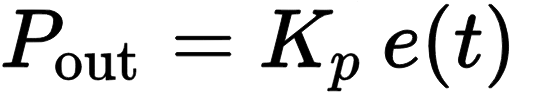 P_out = K_p e(t)